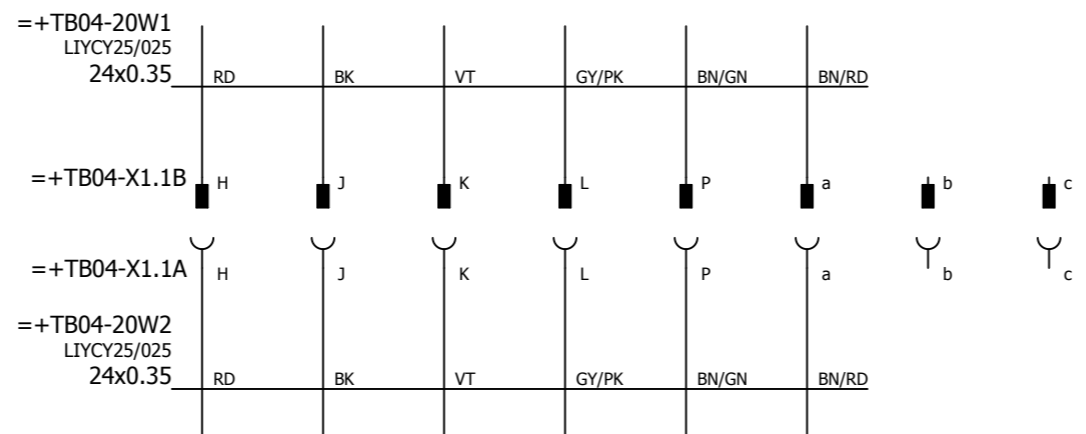 =+TB04-20W1
LIYCY25/025
24x0.35 RD BK VT GY/PK BN/GN BN/RD
=+TB04-X1.1B H J K L P a b c
=+TB04-X1.1A H J K L P a b c
=+TB04-20W2
LIYCY25/025
24x0.35 RD BK VT GY/PK BN/GN BN/RD